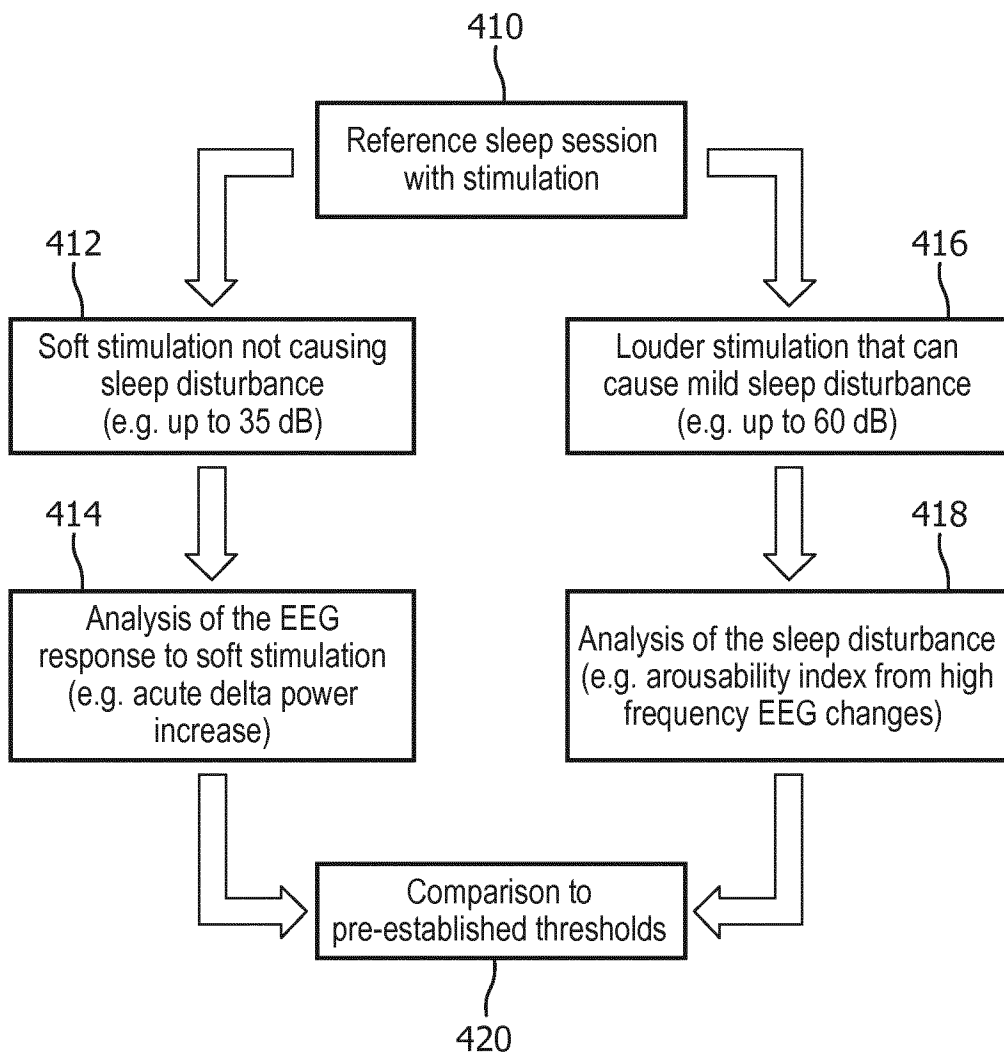 410
Reference sleep session
with stimulation
412
Soft stimulation not causing
sleep disturbance
(e.g. up to 35 dB)
416
Louder stimulation that can
cause mild sleep disturbance
(e.g. up to 60 dB)
414
Analysis of the EEG
response to soft stimulation
(e.g. acute delta power
increase)
418
Analysis of the sleep disturbance
(e.g. arousability index from high
frequency EEG changes)
Comparison to
pre-established thresholds
420